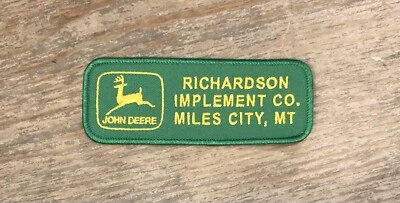 JOHN DEERE
RICHARDSON
IMPLEMENT CO.
MILES CITY, MT